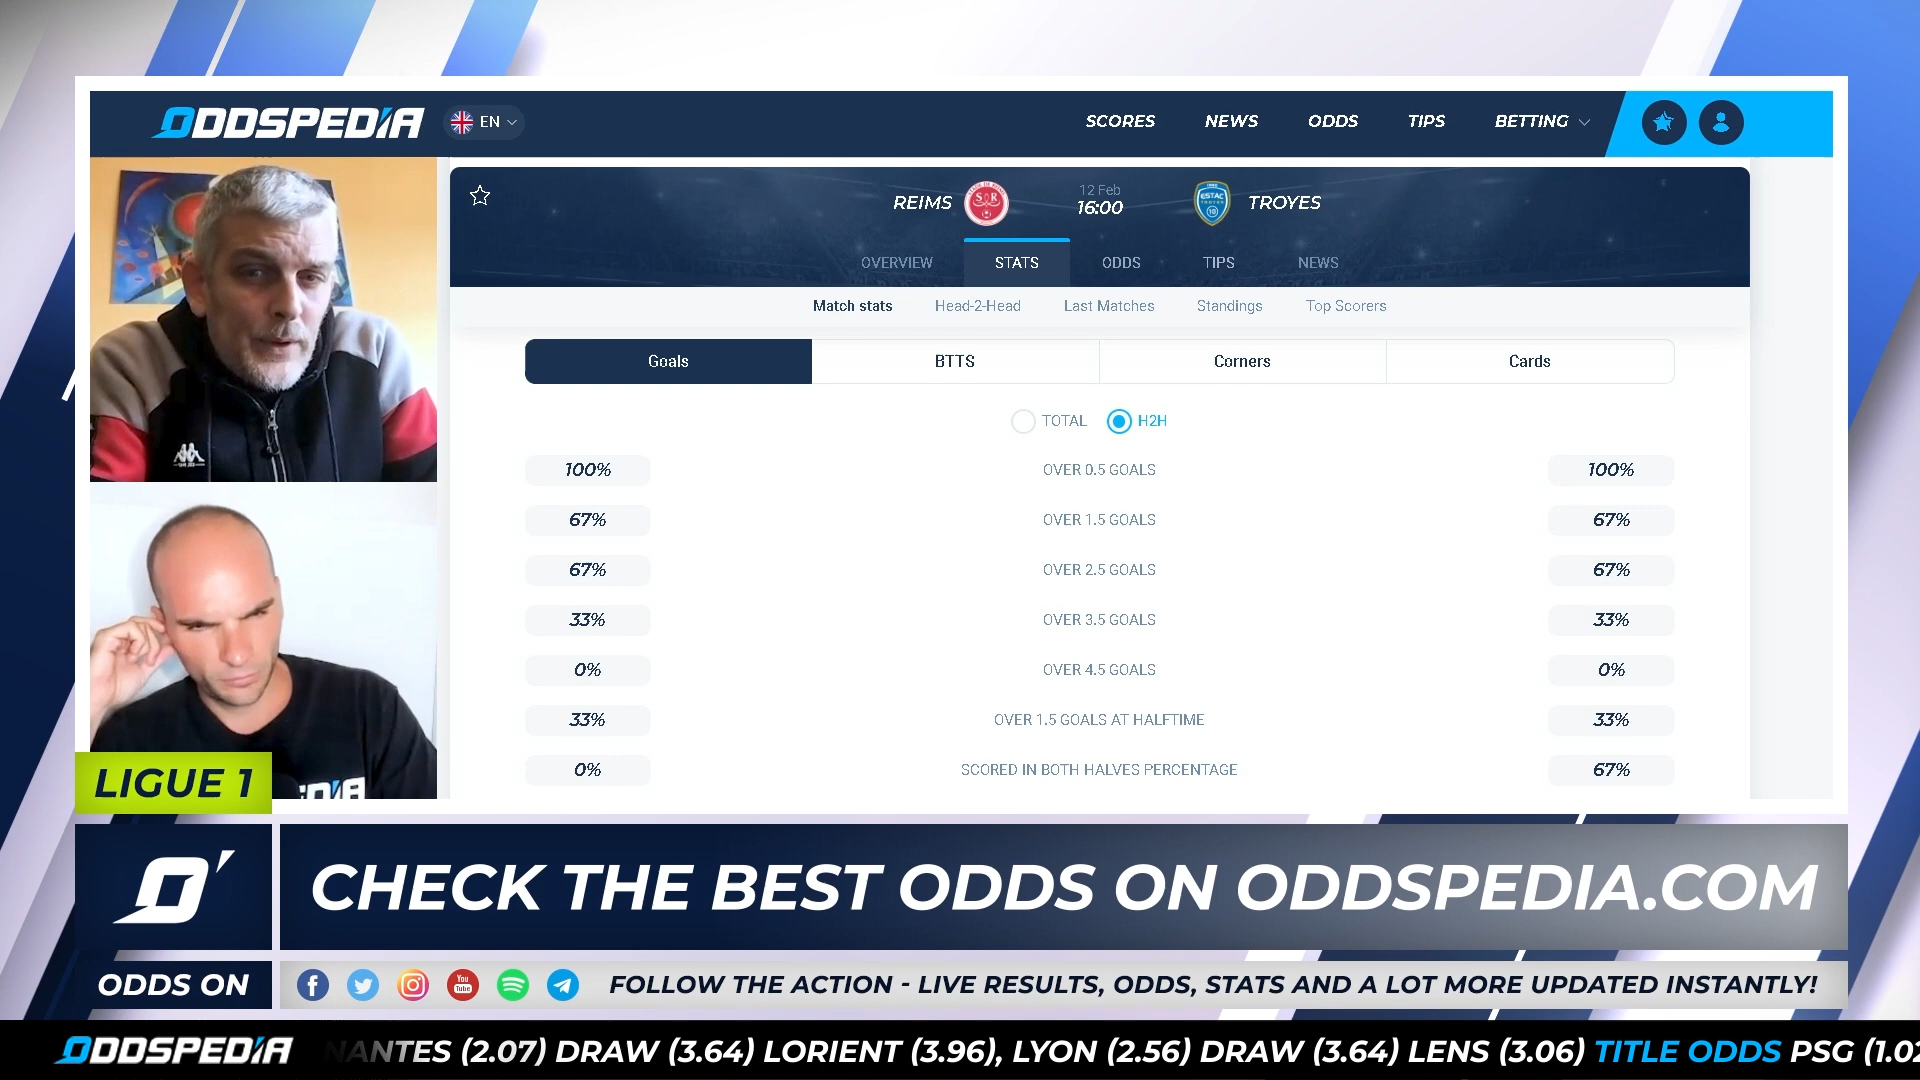 ODDSPEDIA EN SCORES NEWS ODDS TIPS BETTING
REIMS 12 Feb 16:00 TROYES
OVERVIEW STATS ODDS TIPS NEWS
Match stats Head-2-Head Last Matches Standings Top Scorers
Goals BTTS Corners Cards
TOTAL H2H
100% OVER 0.5 GOALS 100%
67% OVER 1.5 GOALS 67%
67% OVER 2.5 GOALS 67%
33% OVER 3.5 GOALS 33%
0% OVER 4.5 GOALS 0%
33% OVER 1.5 GOALS AT HALFTIME 33%
0% SCORED IN BOTH HALVES PERCENTAGE 67%
LIGUE 1
CHECK THE BEST ODDS ON ODDSPEDIA.COM
ODDS ON FOLLOW THE ACTION - LIVE RESULTS, ODDS, STATS AND A LOT MORE UPDATED INSTANTLY!
ODDSPEDIA NANTES (2.07) DRAW (3.64) LORIENT (3.96), LYON (2.56) DRAW (3.64) LENS (3.06) TITLE ODDS PSG (1.02